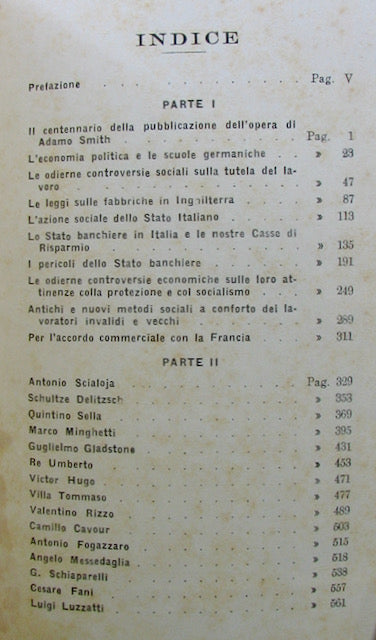 INDICE
Prefazione Pag. V
PARTE I
Il centennario della pubblicazione dell'opera di
Adamo Smith Pag. 1
L'economia politica e le scuole germaniche » 23
Le odierne controversie sociali sulla tutela del la-
voro » 47
Le leggi sulle fabbriche in Inghilterra » 87
L'azione sociale dello Stato Italiano » 113
Lo Stato banchiere in Italia e le nostre Casse di
Risparmio » 135
I pericoli dello Stato banchiere » 191
Le odierne controversie economiche sulle loro at-
tinenze colla protezione e col socialismo » 249
Antichi e nuovi metodi sociali a conforto dei la-
voratori invalidi e vecchi » 289
Per l'accordo commerciale con la Francia » 311
PARTE II
Antonio Scialoja Pag. 329
Schultze Delitzsch » 353
Quintino Sella » 369
Marco Minghetti » 395
Guglielmo Gladstone » 431
Re Umberto » 453
Victor Hugo » 471
Villa Tommaso » 477
Valentino Rizzo » 489
Camillo Cavour » 503
Antonio Fogazzaro » 515
Angelo Messedaglia » 518
G. Schiaparelli » 538
Cesare Fani » 557
Luigi Luzzatti » 561